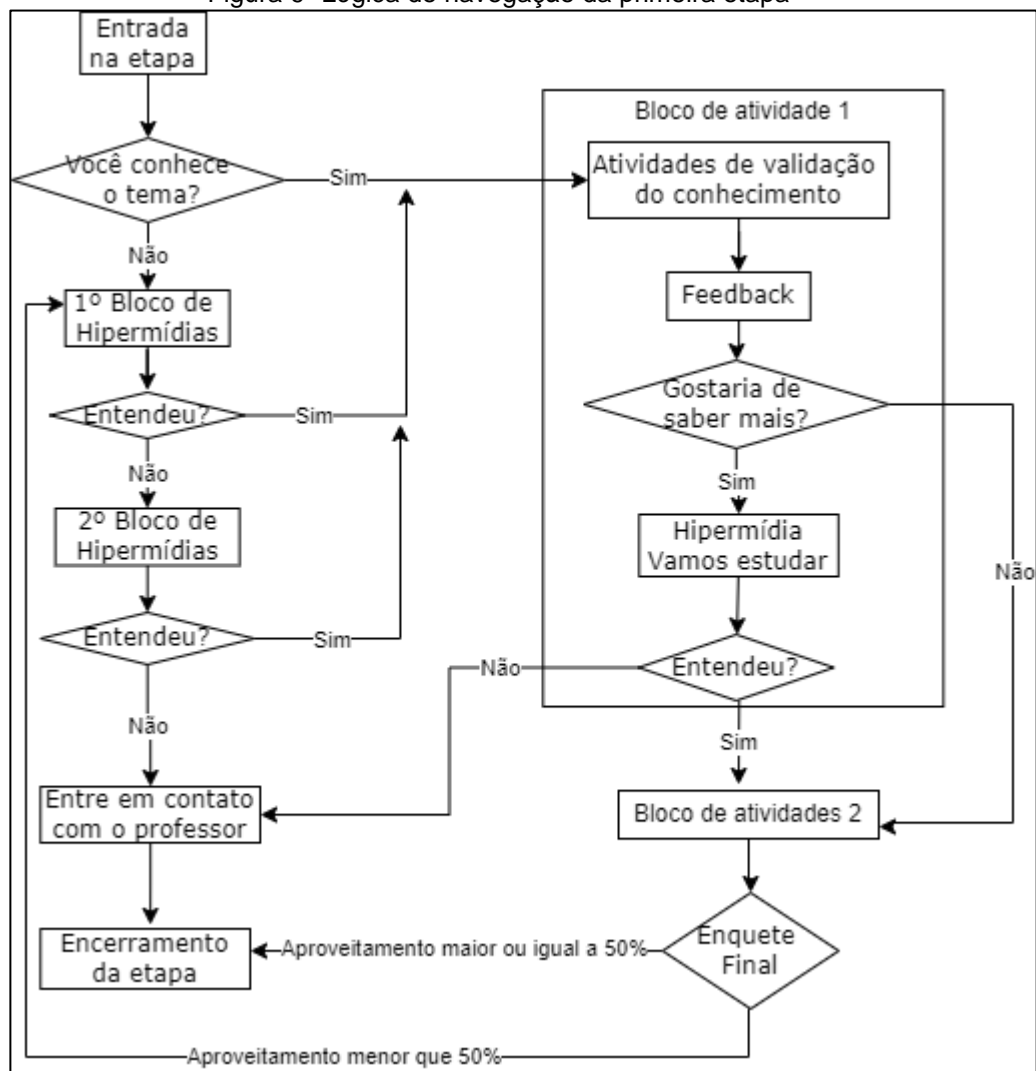 Entrada
na etapa
Você conhece
o tema?
Sim
Não
1º Bloco de
Hipermídias
Entendeu?
Sim
Não
2º Bloco de
Hipermídias
Entendeu?
Sim
Não
Entre em contato
com o professor
Encerramento
da etapa
Bloco de atividade 1
Atividades de validação
do conhecimento
Feedback
Gostaria de
saber mais?
Sim
Não
Hipermídia
Vamos estudar
Entendeu?
Não
Sim
Bloco de atividades 2
Enquete
Final
Aproveitamento maior ou igual a 50%
Aproveitamento menor que 50%